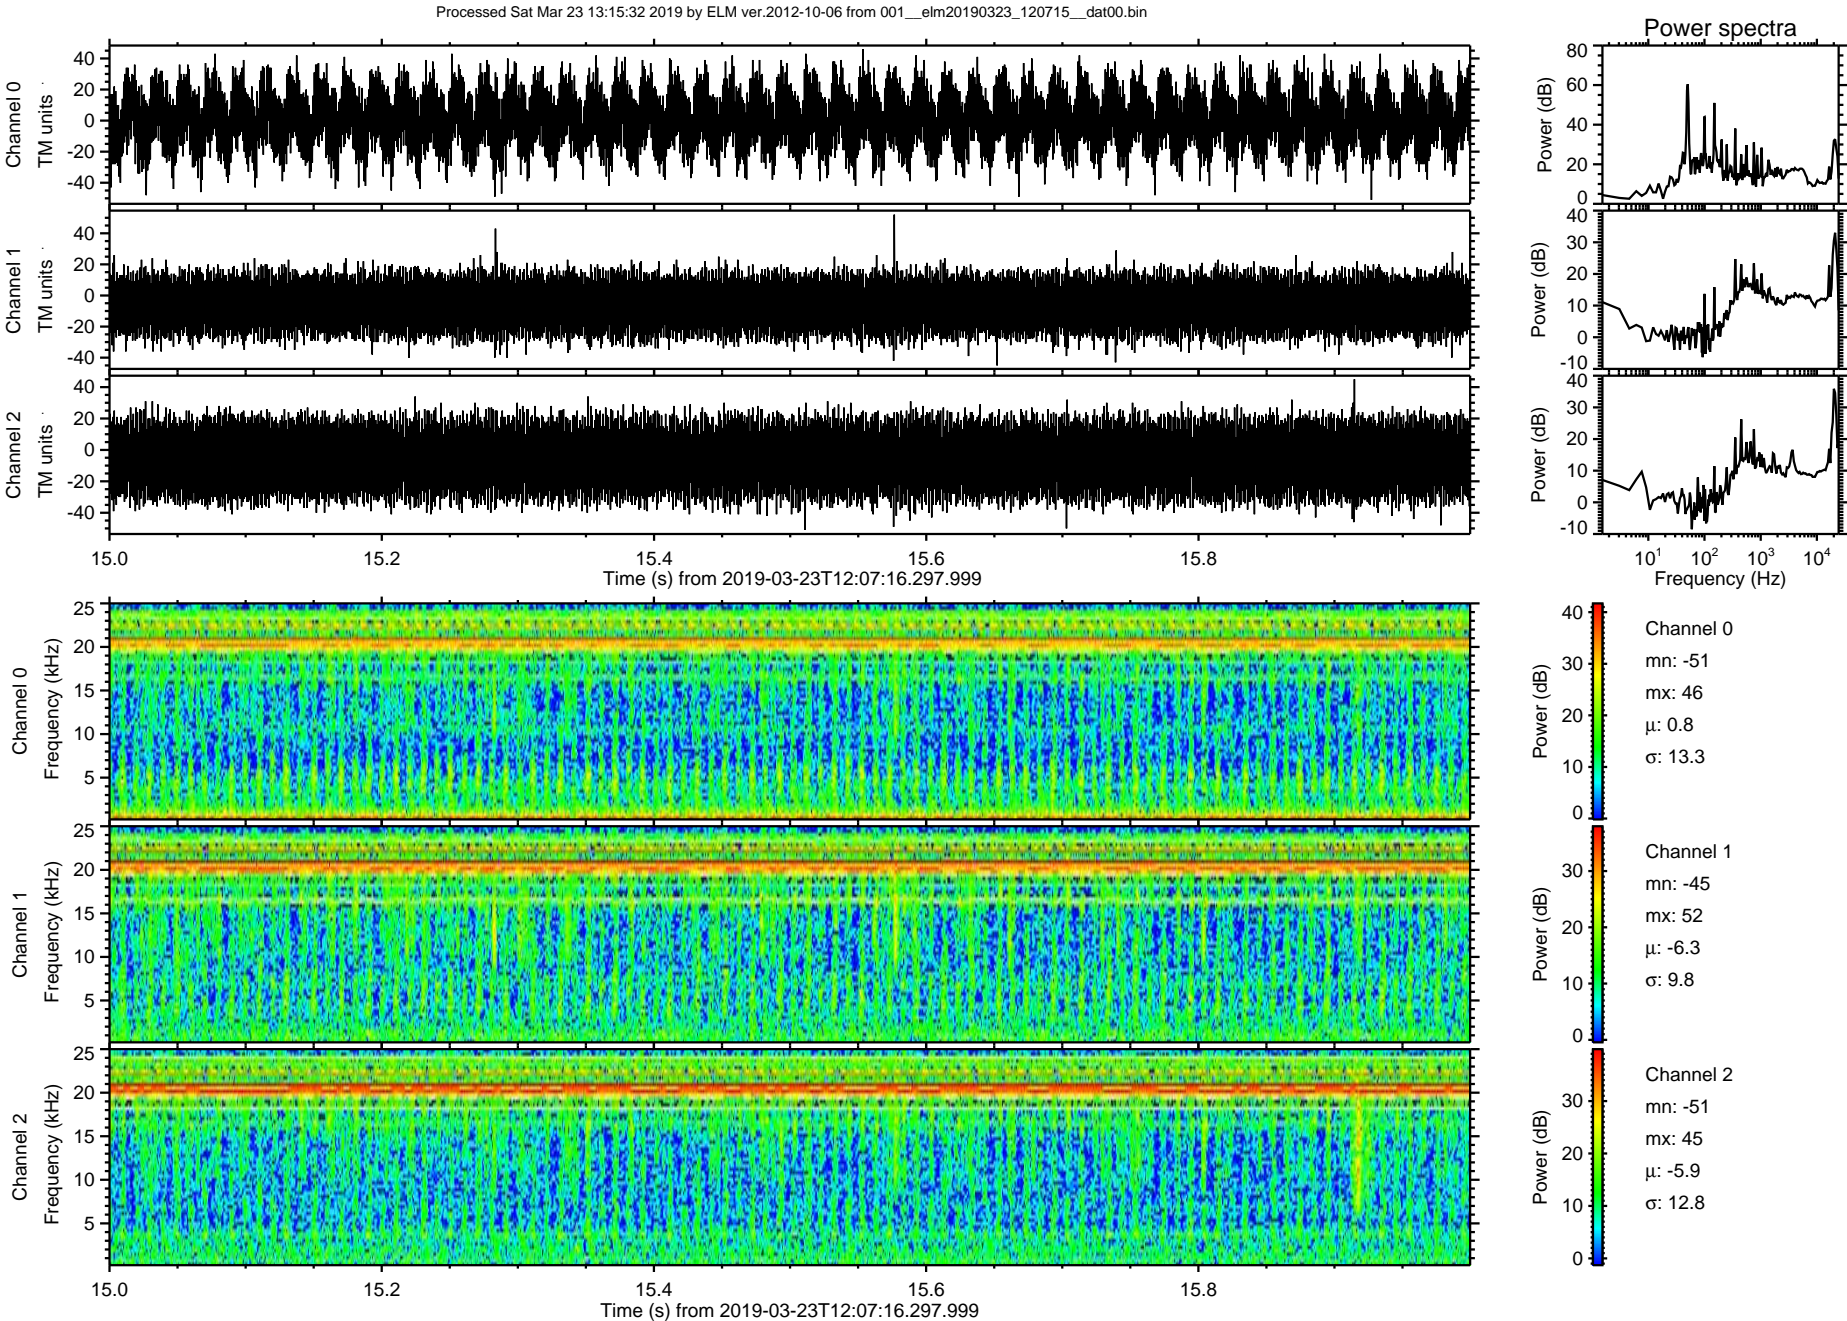 Processed Sat Mar 23 13:15:32 2019 by ELM ver.2012-10-06 from 001__elm20190323_120715__dat00.bin
Power spectra
Channel 0
TM units
40
20
0
-20
-40
Power (dB)
80
60
40
20
0
Channel 1
TM units
40
20
0
-20
-40
Power (dB)
40
30
20
10
0
-10
Channel 2
TM units
40
20
0
-20
-40
Power (dB)
40
30
20
10
0
-10
15.0 15.2 15.4 15.6 15.8
Time (s) from 2019-03-23T12:07:16.297.999
10^1 10^2 10^3 10^4
Frequency (Hz)
Channel 0
Frequency (kHz)
25
20
15
10
5
Power (dB)
40
30
20
10
0
Channel 0
mn: -51
mx: 46
μ: 0.8
σ: 13.3
Channel 1
Frequency (kHz)
25
20
15
10
5
Power (dB)
30
20
10
0
Channel 1
mn: -45
mx: 52
μ: -6.3
σ: 9.8
Channel 2
Frequency (kHz)
25
20
15
10
5
Power (dB)
30
20
10
0
Channel 2
mn: -51
mx: 45
μ: -5.9
σ: 12.8
15.0 15.2 15.4 15.6 15.8
Time (s) from 2019-03-23T12:07:16.297.999